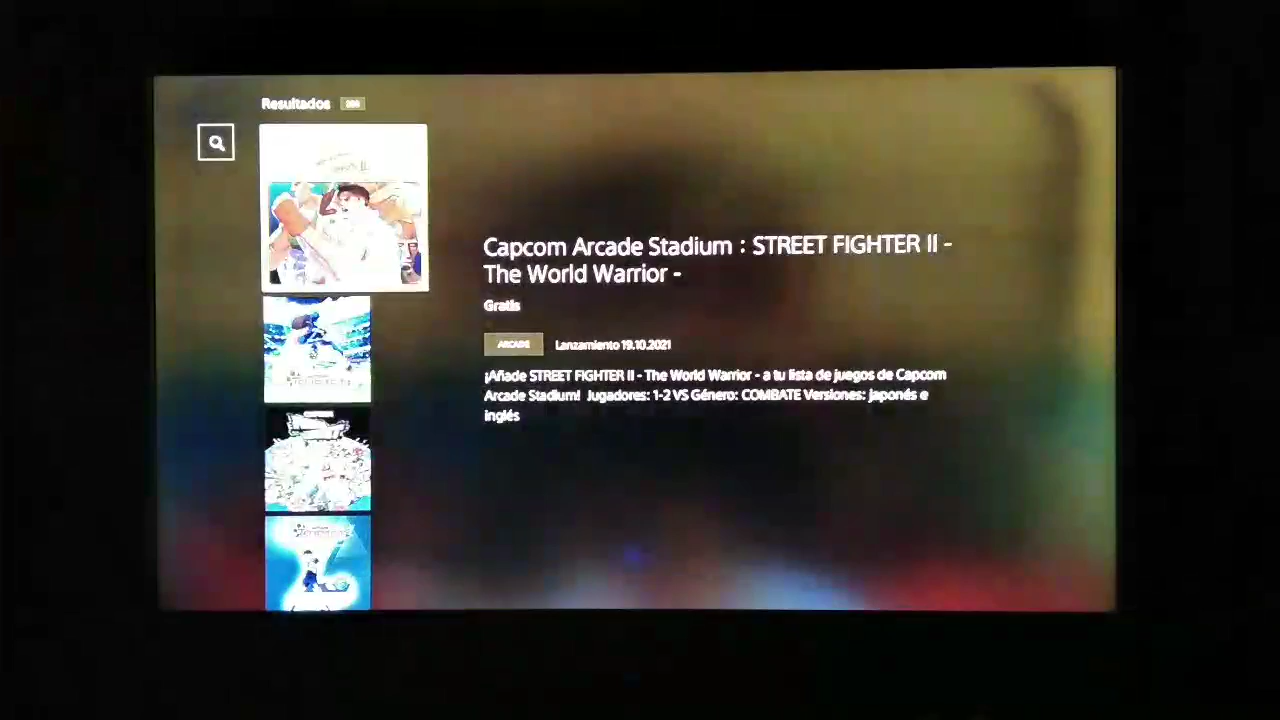 Resultados
Capcom Arcade Stadium : STREET FIGHTER II -
The World Warrior -
Gratis
ARCADE Lanzamiento 19.10.2021
¡Añade STREET FIGHTER II - The World Warrior - a tu lista de juegos de Capcom
Arcade Stadium! Jugadores: 1-2 VS Género: COMBATE Versiones: japonés e
inglés